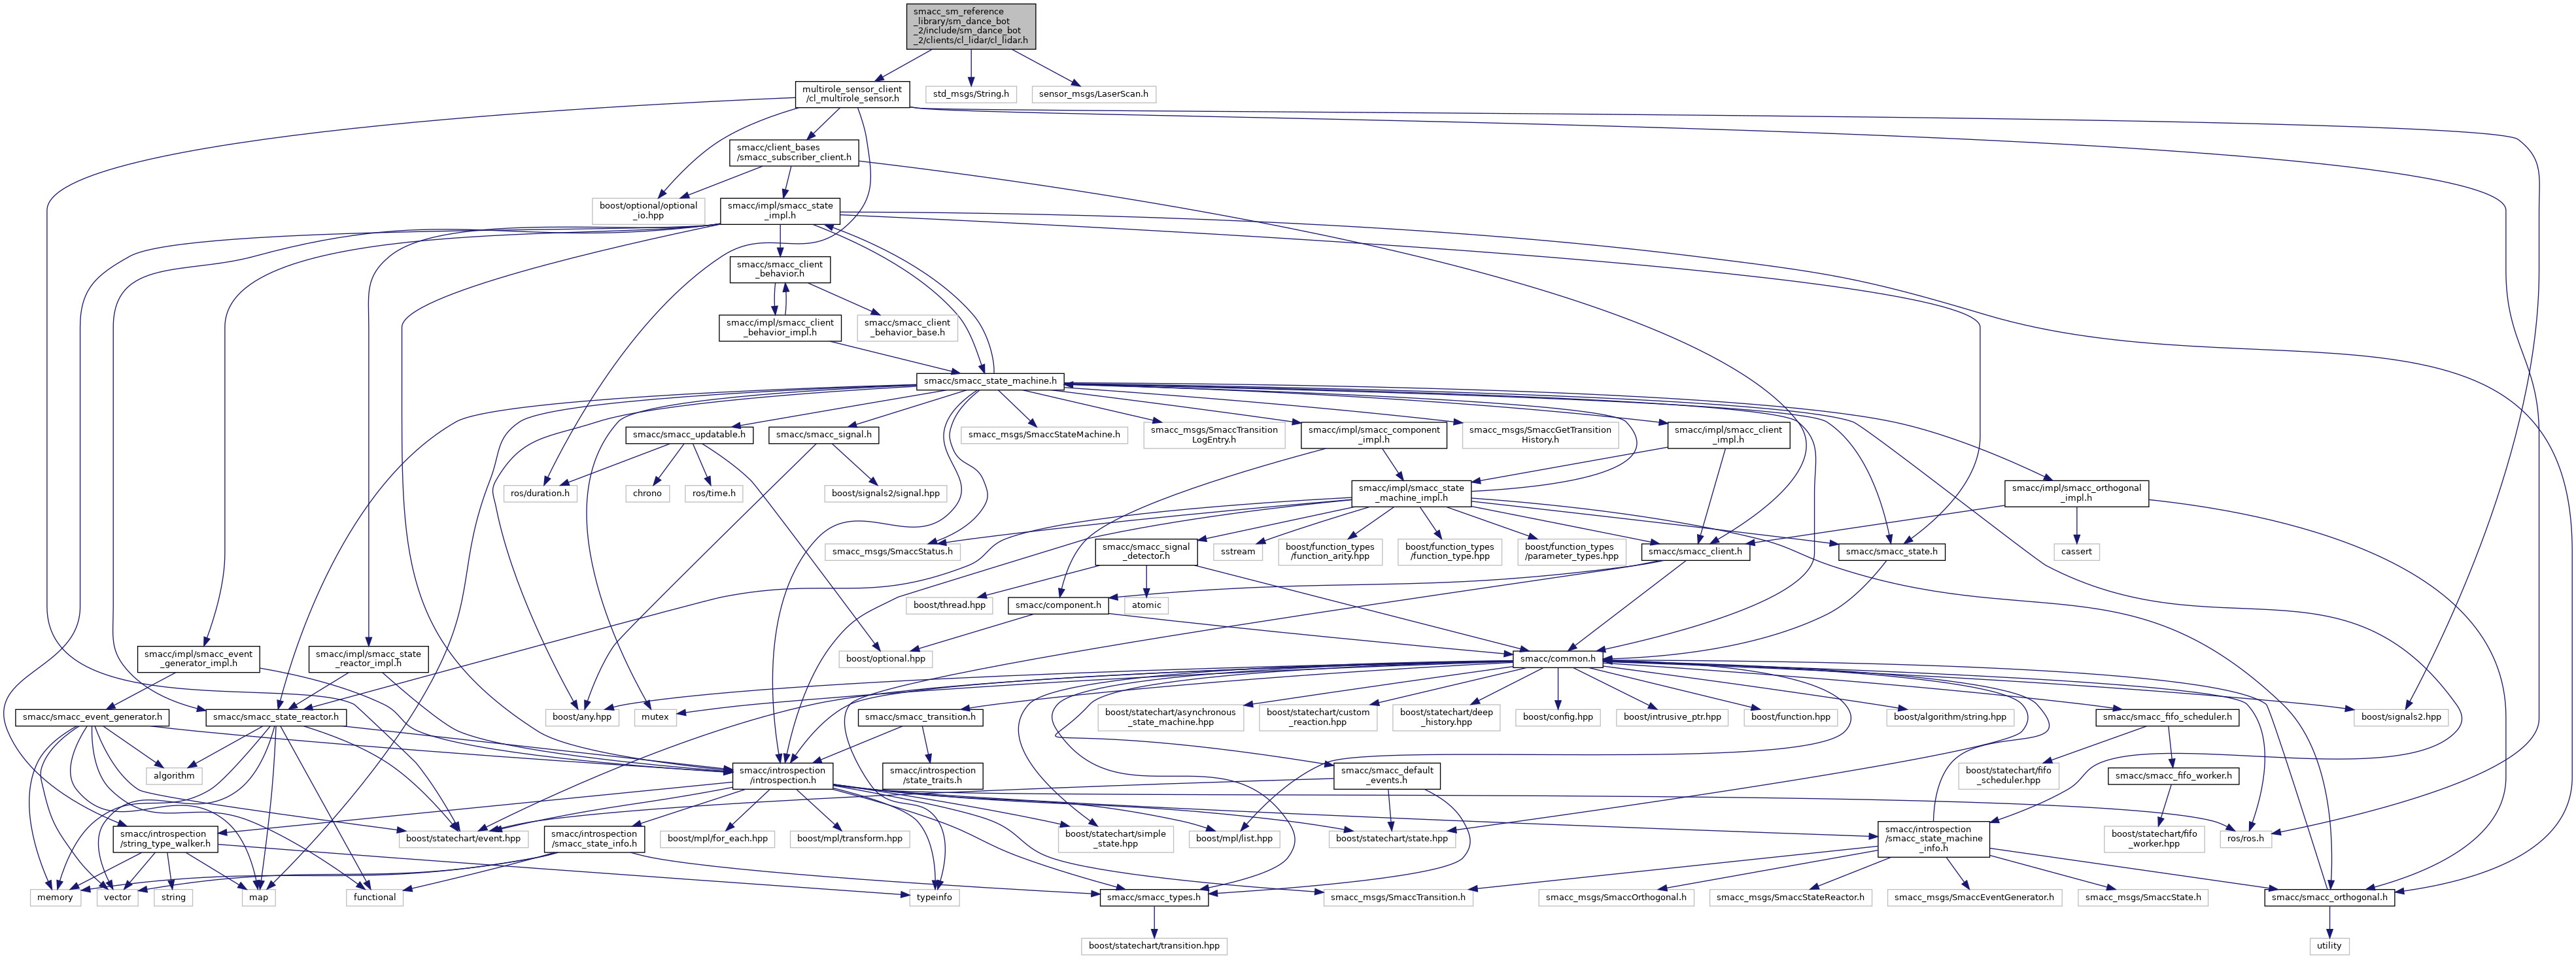 smacc_sm_reference
_library/sm_dance_bot
_2/include/sm_dance_bot
_2/clients/cl_lidar/cl_lidar.h
multirole_sensor_client
/cl_multirole_sensor.h
std_msgs/String.h
sensor_msgs/LaserScan.h
smacc/client_bases
/smacc_subscriber_client.h
boost/optional/optional
_io.hpp
smacc/impl/smacc_state
_impl.h
smacc/smacc_client
_behavior.h
smacc/impl/smacc_client
_behavior_impl.h
smacc/smacc_client
_behavior_base.h
smacc/smacc_state_machine.h
smacc/smacc_updatable.h
smacc/smacc_signal.h
smacc_msgs/SmaccStateMachine.h
smacc_msgs/SmaccTransition
LogEntry.h
smacc/impl/smacc_component
_impl.h
smacc_msgs/SmaccGetTransition
History.h
smacc/impl/smacc_client
_impl.h
ros/duration.h
chrono
ros/time.h
boost/signals2/signal.hpp
smacc/impl/smacc_state
_machine_impl.h
smacc/impl/smacc_orthogonal
_impl.h
smacc_msgs/SmaccStatus.h
smacc/smacc_signal
_detector.h
sstream
boost/function_types
/function_arity.hpp
boost/function_types
/function_type.hpp
boost/function_types
/parameter_types.hpp
smacc/smacc_client.h
smacc/smacc_state.h
cassert
boost/thread.hpp
smacc/component.h
atomic
smacc/impl/smacc_event
_generator_impl.h
smacc/impl/smacc_state
_reactor_impl.h
boost/optional.hpp
smacc/common.h
smacc/smacc_event_generator.h
smacc/smacc_state_reactor.h
boost/any.hpp
mutex
smacc/smacc_transition.h
boost/statechart/asynchronous
_state_machine.hpp
boost/statechart/custom
_reaction.hpp
boost/statechart/deep
_history.hpp
boost/config.hpp
boost/intrusive_ptr.hpp
boost/function.hpp
boost/algorithm/string.hpp
smacc/smacc_fifo_scheduler.h
boost/signals2.hpp
algorithm
smacc/introspection
/introspection.h
smacc/introspection
/state_traits.h
smacc/smacc_default
_events.h
boost/statechart/fifo
_scheduler.hpp
smacc/smacc_fifo_worker.h
smacc/introspection
/string_type_walker.h
boost/statechart/event.hpp
smacc/introspection
/smacc_state_info.h
boost/mpl/for_each.hpp
boost/mpl/transform.hpp
boost/statechart/simple
_state.hpp
boost/mpl/list.hpp
boost/statechart/state.hpp
smacc/introspection
/smacc_state_machine
_info.h
boost/statechart/fifo
_worker.hpp
ros/ros.h
memory
vector
string
map
functional
typeinfo
smacc/smacc_types.h
smacc_msgs/SmaccTransition.h
smacc_msgs/SmaccOrthogonal.h
smacc_msgs/SmaccStateReactor.h
smacc_msgs/SmaccEventGenerator.h
smacc_msgs/SmaccState.h
smacc/smacc_orthogonal.h
boost/statechart/transition.hpp
utility